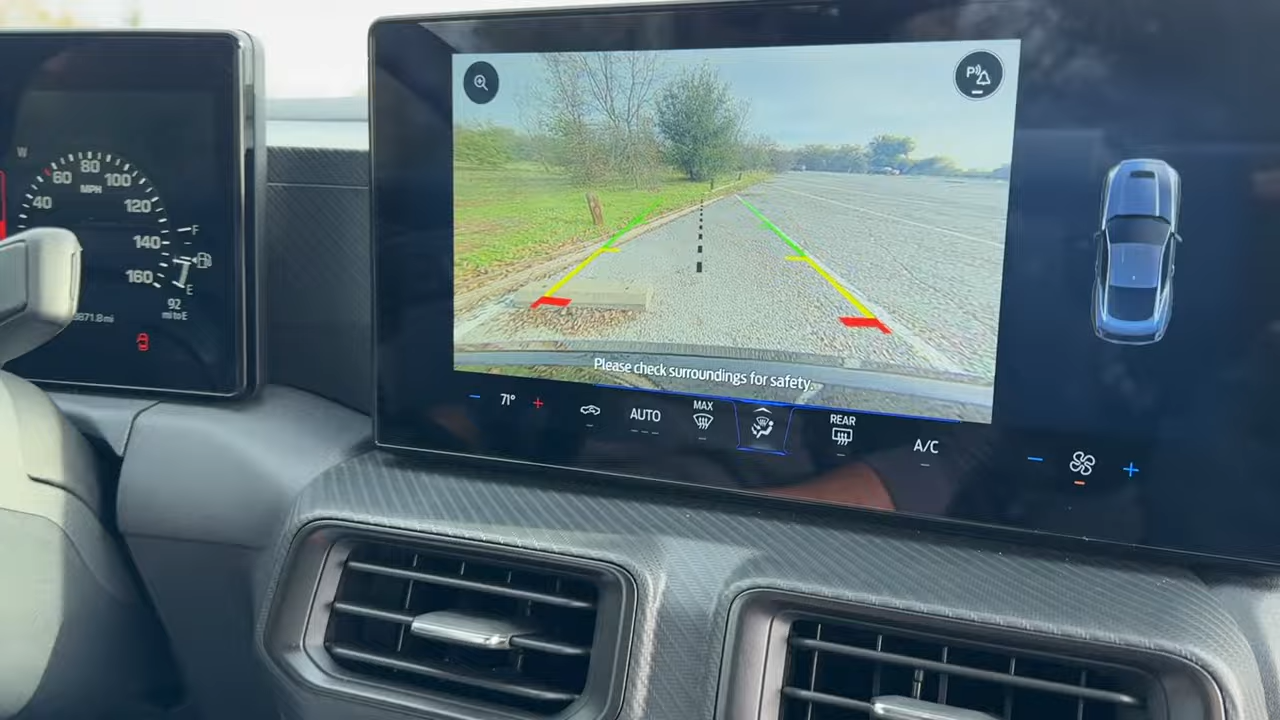 W
40
60
80
100
120
140
160
MPH
F
E
92
mi to E
P
Please check surroundings for safety.
71°
AUTO
MAX
REAR
A/C